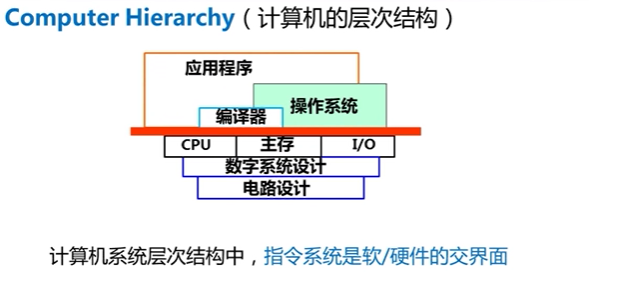 Computer Hierarchy（计算机的层次结构）
应用程序
操作系统
编译器
CPU 主存 I/O
数字系统设计
电路设计
计算机系统层次结构中，指令系统是软/硬件的交界面